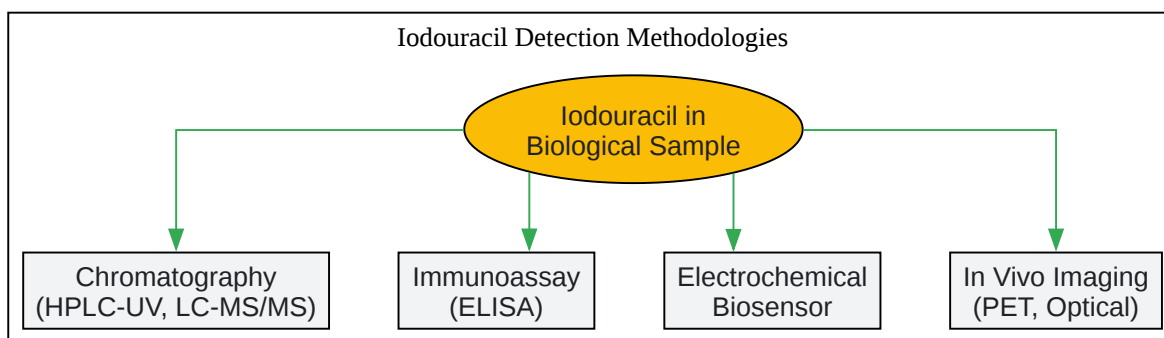 Iodouracil Detection Methodologies
Iodouracil in
Biological Sample
Chromatography
(HPLC-UV, LC-MS/MS)
Immunoassay
(ELISA)
Electrochemical
Biosensor
In Vivo Imaging
(PET, Optical)